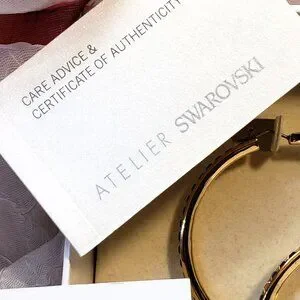 CARE ADVICE &
CERTIFICATE OF AUTHENTICITY
ATELIER SWAROVSKI